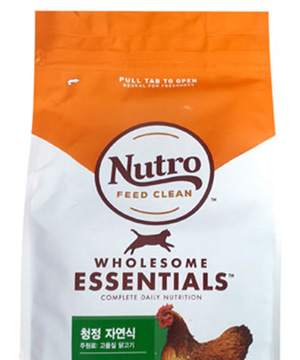 PULL TAB TO OPEN
RESEAL FOR FRESHNESS
Nutro
FEED CLEAN
WHOLESOME
ESSENTIALS™
COMPLETE DAILY NUTRITION
청정 자연식
주원료: 고품질 닭고기